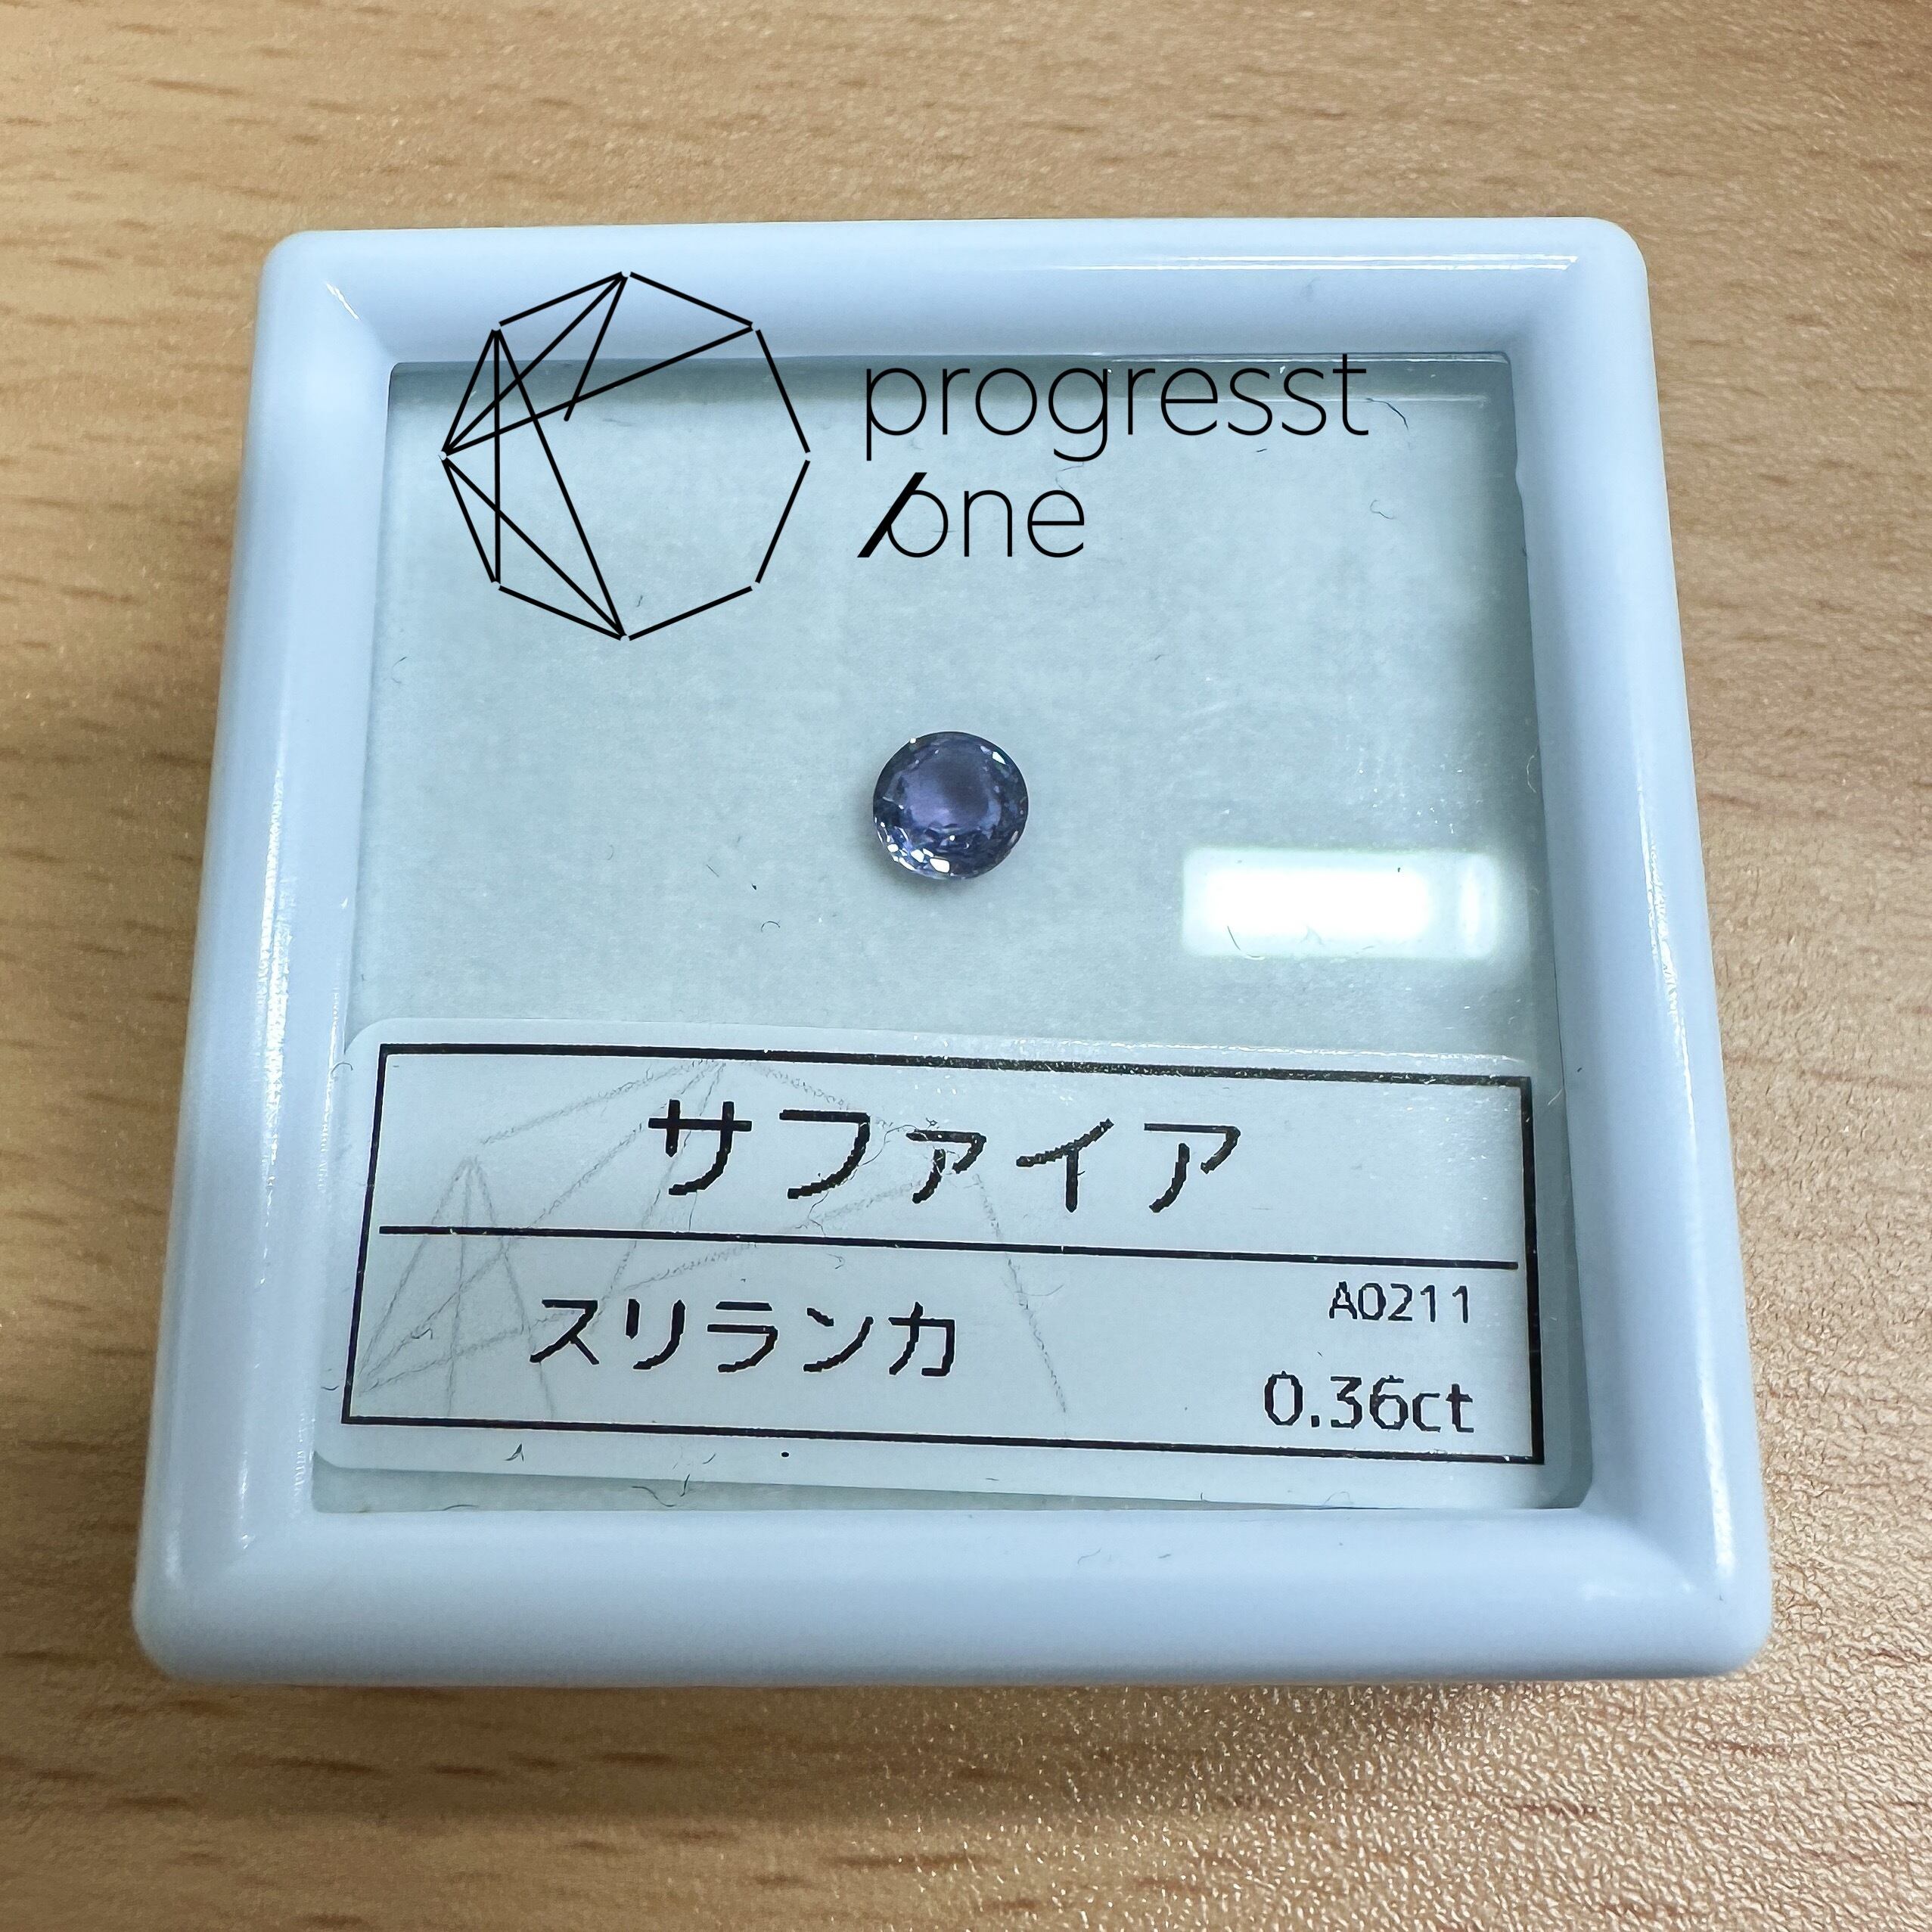 progresst
one
サファイア
スリランカ
A0211
0.36ct